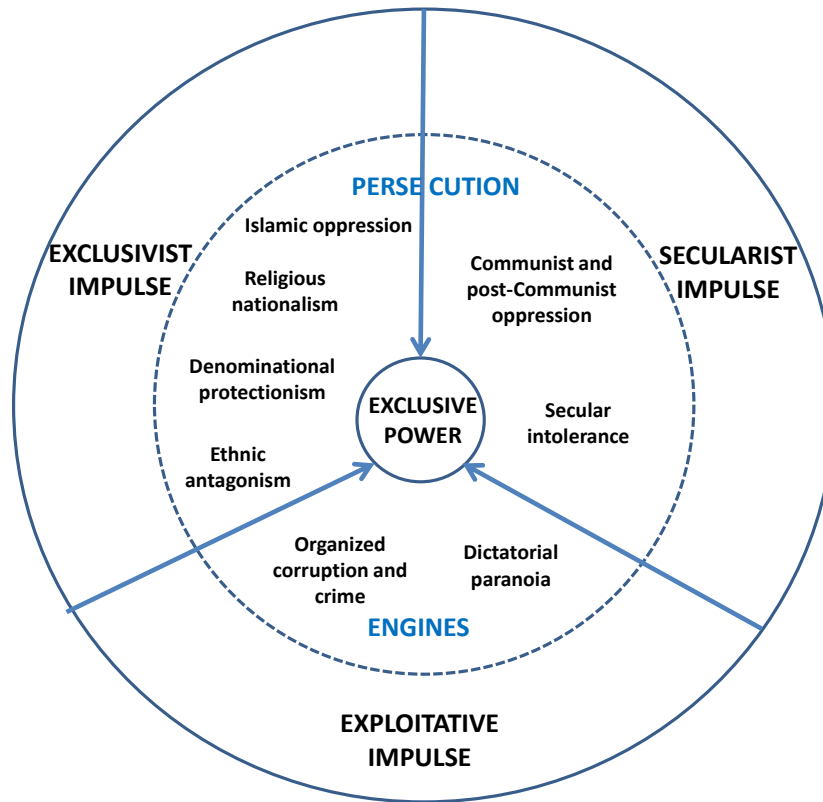 PERSE CUTION
Islamic oppression
EXCLUSIVIST
IMPULSE
Religious
nationalism
Denominational
protectionism
Ethnic
antagonism
SECULARIST
IMPULSE
Communist and
post-Communist
oppression
Secular
intolerance
EXCLUSIVE
POWER
Organized
corruption and
crime
Dictatorial
paranoia
ENGINES
EXPLOITATIVE
IMPULSE